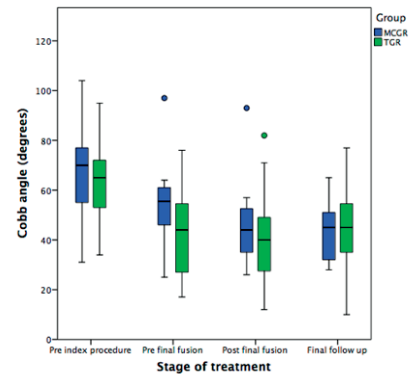 Group
MCGR
TGR
120
100
80
60
40
20
0
Cobb angle (degrees)
Pre index procedure Pre final fusion Post final fusion Final follow up
Stage of treatment